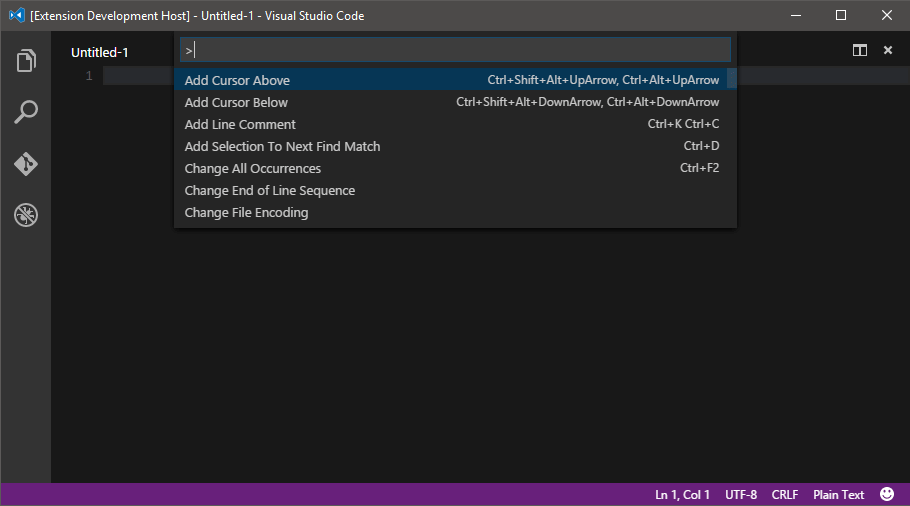 [Extension Development Host] - Untitled-1 - Visual Studio Code
Untitled-1
>
1
Add Cursor Above Ctrl+Shift+Alt+UpArrow, Ctrl+Alt+UpArrow
Add Cursor Below Ctrl+Shift+Alt+DownArrow, Ctrl+Alt+DownArrow
Add Line Comment Ctrl+K Ctrl+C
Add Selection To Next Find Match Ctrl+D
Change All Occurrences Ctrl+F2
Change End of Line Sequence
Change File Encoding
Ln 1, Col 1 UTF-8 CRLF Plain Text